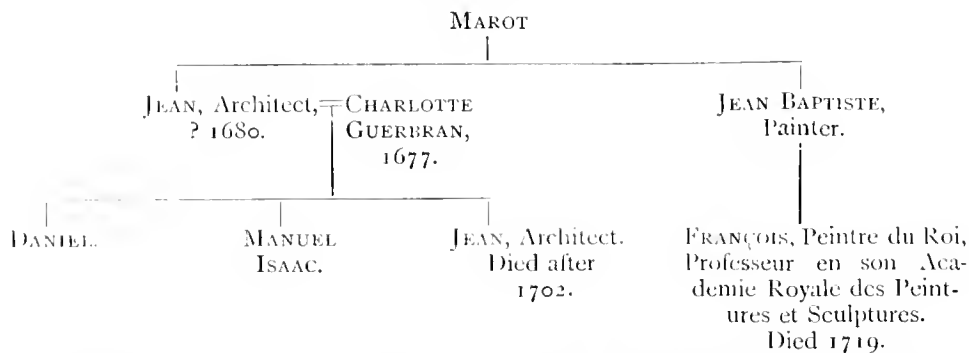 MAROT
JEAN, Architect,
? 1680.
CHARLOTTE
GUERBRAN,
1677.
JEAN BAPTISTE,
Painter.
DANIEL.
MANUEL
ISAAC.
JEAN, Architect.
Died after
1702.
FRANÇOIS, Peintre du Roi,
Professeur en son Aca-
demie Royale des Peint-
ures et Sculptures.
Died 1719.